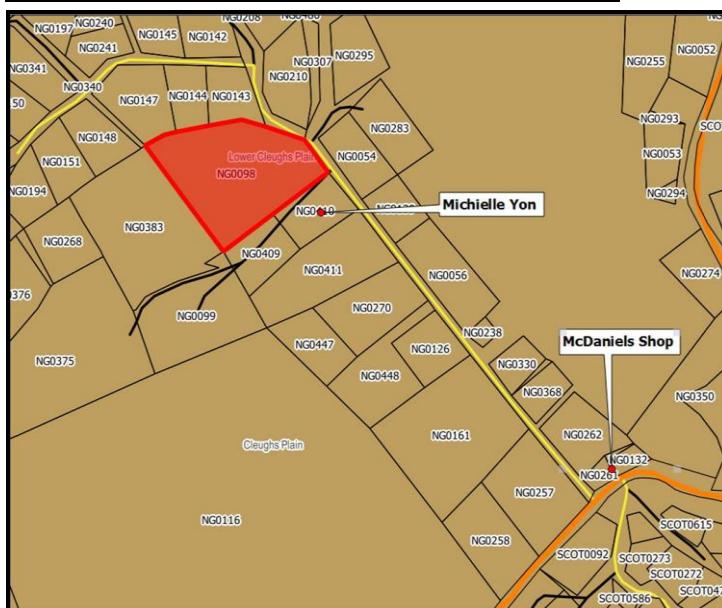 NG0208
NG0197
NG0240
NG0145
NG0142
NG0241
NG0307
NG0295
NG0255
NG0052
NG0341
NG0340
NG0210
NG0147
NG0144
NG0143
NG0293
NG0148
NG0283
NG0151
Lower Cleughs Plain
NG0054
NG0053
NG0098
NG0194
NG0294
Michielle Yon
NG0383
NG0268
NG0409
NG0411
NG0056
NG0274
NG0099
NG0270
NG0238
McDaniels Shop
NG0447
NG0126
NG0375
NG0330
NG0448
NG0368
NG0350
NG0161
NG0262
Cleughs Plain
NG0132
NG0261
NG0257
NG0116
SCOT0615
NG0258
SCOT0092
SCOT0273
SCOT0272
SCOT0586